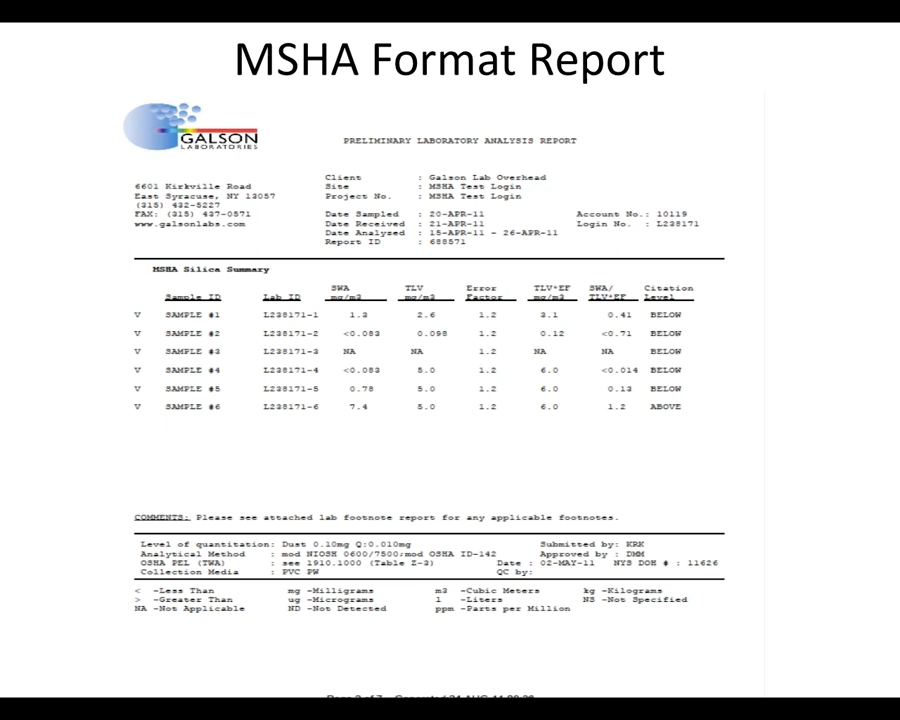 MSHA Format Report
GALSON
LABORATORIES
PRELIMINARY LABORATORY ANALYSIS REPORT
6601 Kirkville Road
East Syracuse, NY 13057
(315) 432-5227
FAX: (315) 437-0571
www.galsonlabs.com
Client : Galson Lab Overhead
Site : MSHA Test Login
Project No. : MSHA Test Login
Date Sampled : 20-APR-11 Account No.: 10119
Date Received : 21-APR-11 Login No. : L238171
Date Analyzed : 15-APR-11 - 26-APR-11
Report ID : 688571
MSHA Silica Summary
SWA TLV Error TLV*EF SWA/ Citation
Sample ID Lab ID mg/m3 mg/m3 Factor mg/m3 TLV*EF Level
V SAMPLE #1 L238171-1 1.3 2.6 1.2 3.1 0.41 BELOW
V SAMPLE #2 L238171-2 <0.083 0.098 1.2 0.12 <0.71 BELOW
V SAMPLE #3 L238171-3 NA NA 1.2 NA NA BELOW
V SAMPLE #4 L238171-4 <0.083 5.0 1.2 6.0 <0.014 BELOW
V SAMPLE #5 L238171-5 0.78 5.0 1.2 6.0 0.13 BELOW
V SAMPLE #6 L238171-6 7.4 5.0 1.2 6.0 1.2 ABOVE
COMMENTS: Please see attached lab footnote report for any applicable footnotes.
Level of quantitation: Dust 0.10mg Q:0.010mg Submitted by: KRK
Analytical Method : mod NIOSH 0600/7500;mod OSHA ID-142 Approved by : DMM
OSHA PEL (TWA) : see 1910.1000 (Table Z-3) Date : 02-MAY-11 NYS DOH # : 11626
Collection Media : PVC PW QC by:
< -Less Than mg -Milligrams m3 -Cubic Meters kg -Kilograms
> -Greater Than ug -Micrograms l -Liters NS -Not Specified
NA -Not Applicable ND -Not Detected ppm -Parts per Million